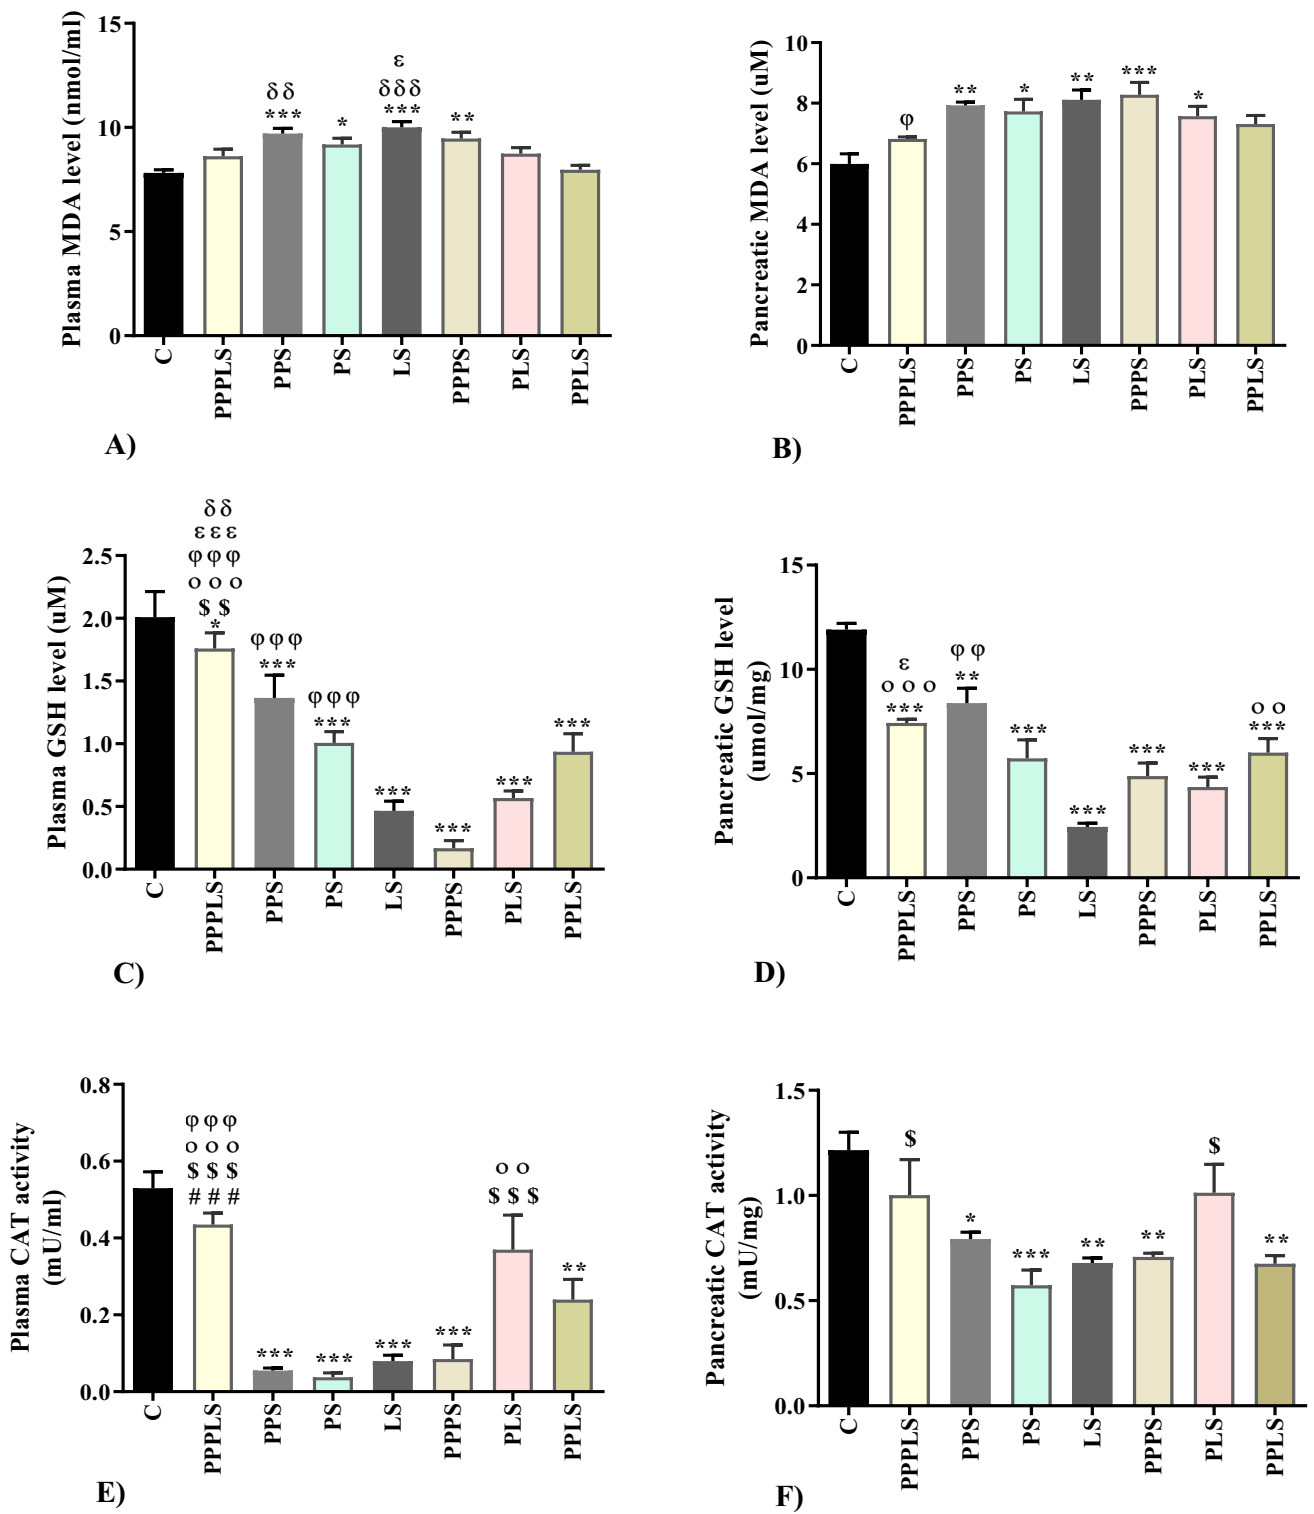 Plasma MDA level (nmol/ml)
15
10
5
0
ε
δδ
δδδ
***
*
***
**
C
PPPLS
PPS
PS
LS
PPPS
PLS
PPLS
A)
Pancreatic MDA level (uM)
10
8
6
4
2
0
φ
**
*
**
***
*
C
PPPLS
PPS
PS
LS
PPPS
PLS
PPLS
B)
Plasma GSH level (uM)
2.5
2.0
1.5
1.0
0.5
0.0
δδ
εεε
φφφ
o o o
$$
*
φφφ
***
φφφ
***
***
***
***
***
C
PPPLS
PPS
PS
LS
PPPS
PLS
PPLS
C)
Pancreatic GSH level
(umol/mg)
15
10
5
0
ε
o o o
***
φφ
**
***
***
***
***
o o
***
C
PPPLS
PPS
PS
LS
PPPS
PLS
PPLS
D)
Plasma CAT activity
(mU/ml)
0.8
0.6
0.4
0.2
0.0
φφφ
o o o
$$$
###
***
***
***
***
o o
$$$
**
C
PPPLS
PPS
PS
LS
PPPS
PLS
PPLS
E)
Pancreatic CAT activity
(mU/mg)
1.5
1.0
0.5
0.0
$
*
***
**
**
$
**
C
PPPLS
PPS
PS
LS
PPPS
PLS
PPLS
F)